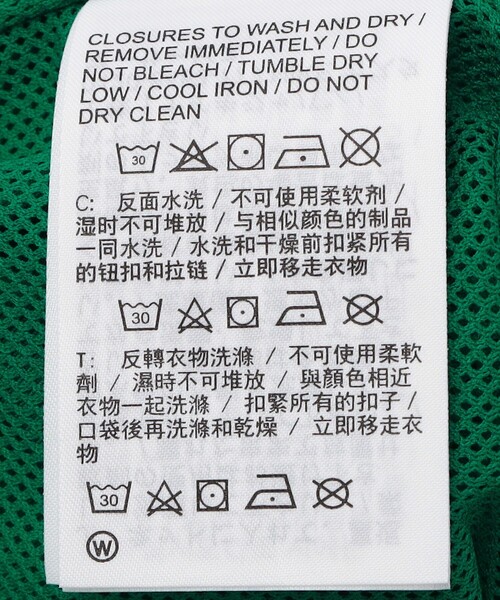 CLOSURES TO WASH AND DRY /
REMOVE IMMEDIATELY / DO
NOT BLEACH / TUMBLE DRY
LOW / COOL IRON / DO NOT
DRY CLEAN
30
C: 反面水洗 / 不可使用柔软剂 /
湿时不可堆放 / 与相似颜色的制品
一同水洗 / 水洗和干燥前扣紧所有
的钮扣和拉链 / 立即移走衣物
30
T: 反轉衣物洗滌 / 不可使用柔軟
劑 / 濕時不可堆放 / 與顏色相近
衣物一起洗滌 / 扣緊所有的扣子 /
口袋後再洗滌和乾燥 / 立即移走衣
物
30
W